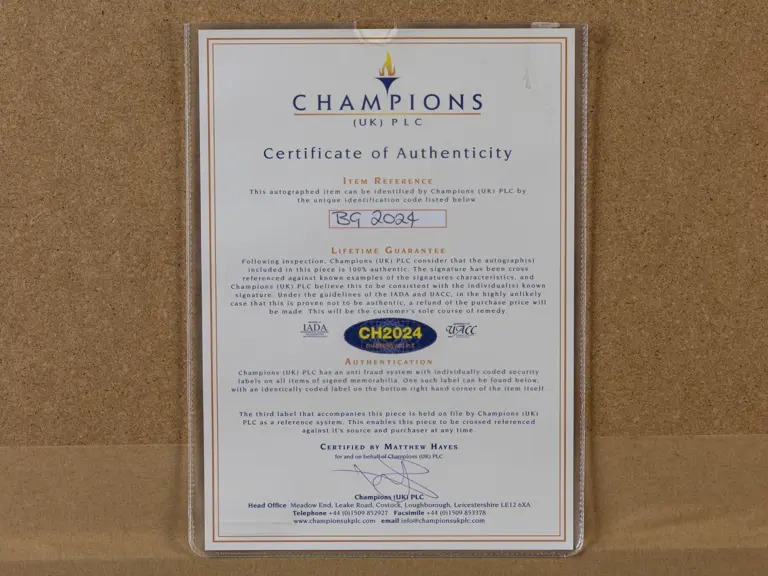 CHAMPIONS
(UK) PLC
Certificate of Authenticity
ITEM REFERENCE
This autographed item can be identified by Champions (UK) PLC by
the unique identification code listed below
BG 2024
LIFETIME GUARANTEE
Following inspection, Champions (UK) PLC consider that the autograph(s)
included in this piece is 100% authentic. The signature has been cross
referenced against known examples of the signatures characteristics, and
Champions (UK) PLC believe this to be consistent with the individual(s) known
signature. Under the guidelines of the IADA and UACC, in the highly unlikely
case that this is proven not to be authentic, a refund of the purchase price will
be made. This will be the customer's sole course of remedy.
IADA CH2024 UACC
AUTHENTICATION
Champions (UK) PLC has an anti fraud system with individually coded security
labels on all items of signed memorabilia. One such label can be found below,
with an identically coded label on the bottom right hand corner of the item itself.
The third label that accompanies this piece is held on file by Champions (UK)
PLC as a reference system. This enables this piece to be crossed referenced
against it's source and purchaser at any time.
CERTIFIED BY MATTHEW HAYES
for and on behalf of Champions (UK) PLC
Champions (UK) PLC
Head Office Meadow End, Leake Road, Costock, Loughborough, Leicestershire LE12 6XA
Telephone +44 (0)1509 852927 Facsimile +44 (0)1509 853378
www.championsukplc.com email info@championsukplc.com